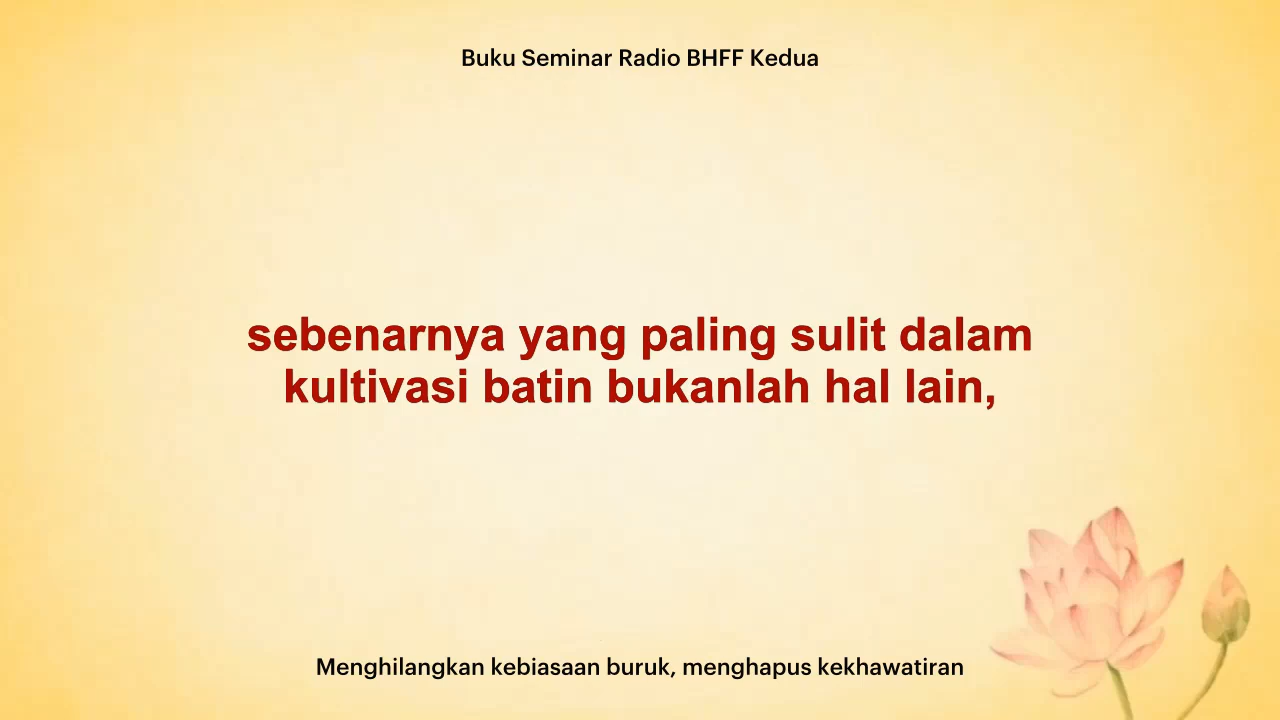 Buku Seminar Radio BHFF Kedua
sebenarnya yang paling sulit dalam
kultivasi batin bukanlah hal lain,
Menghilangkan kebiasaan buruk, menghapus kekhawatiran